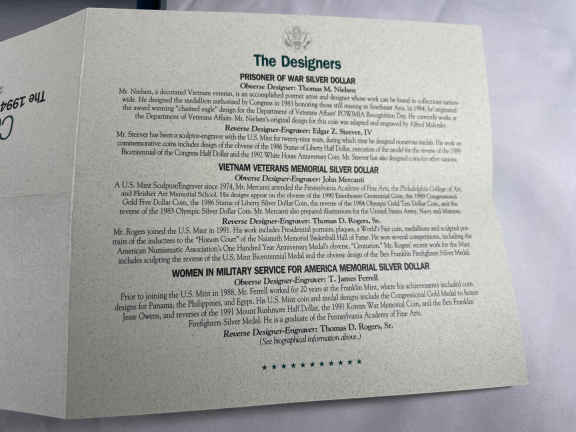 The Designers
PRISONER OF WAR SILVER DOLLAR
Obverse Designer: Thomas M. Nielsen
Mr. Nielsen, a decorated Vietnam veteran, is an accomplished portrait artist and designer whose work can be found in collections nation-
wide. He designed the medallion authorized by Congress in 1983 honoring those still missing in Southeast Asia. In 1984, he originated
the award winning "chained eagle" design for the Department of Veterans Affairs' POW/MIA Recognition Day. He currently works at
the Department of Veterans Affairs. Mr. Nielsen's original design for this coin was adapted and engraved by Alfred Maletsky.
Reverse Designer-Engraver: Edgar Z. Steever, IV
Mr. Steever has been a sculptor-engraver with the U.S. Mint for twenty-nine years, during which time he designed numerous medals. His work on
commemorative coins includes design of the obverse of the 1986 Statue of Liberty Half Dollar, execution of the model for the reverse of the 1989
Bicentennial of the Congress Half Dollar and the 1992 White House Anniversary Coin. Mr. Steever has also designed coins for other nations.
VIETNAM VETERANS MEMORIAL SILVER DOLLAR
Obverse Designer-Engraver: John Mercanti
A U.S. Mint Sculptor/Engraver since 1974, Mr. Mercanti attended the Pennsylvania Academy of Fine Arts, the Philadelphia College of Art,
and Fleisher Art Memorial School. His designs appear on the obverse of the 1990 Eisenhower Centennial Coin, the 1989 Congressional
Gold Five Dollar Coin, the 1986 Statue of Liberty Silver Dollar Coin, the reverse of the 1984 Olympic Gold Ten Dollar Coin, and the
reverse of the 1983 Olympic Silver Dollar Coin. Mr. Mercanti also prepared illustrations for the United States Army, Navy and Marines.
Reverse Designer-Engraver: Thomas D. Rogers, Sr.
Mr. Rogers joined the U.S. Mint in 1991. His work includes Presidential portraits, plaques, a World's Fair coin, medallions and sculpted por-
traits of the inductees to the "Honors Court" of the Naismith Memorial Basketball Hall of Fame. He won several competitions, including the
American Numismatic Association's One Hundred Year Anniversary Medal's obverse, "Centurion." Mr. Rogers' recent work for the Mint
includes sculpting the reverse of the U.S. Mint Bicentennial Medal and the obverse design of the Ben Franklin Firefighter Silver Medal.
WOMEN IN MILITARY SERVICE FOR AMERICA MEMORIAL SILVER DOLLAR
Obverse Designer-Engraver: T. James Ferrell
Prior to joining the U.S. Mint in 1988, Mr. Ferrell worked for 20 years at the Franklin Mint, where his achievements included coin
designs for Panama, the Philippines, and Egypt. His U.S. Mint coin and medal designs include the Congressional Gold Medal to honor
Jesse Owens, and reverses of the 1991 Mount Rushmore Half Dollar, the 1991 Korean War Memorial Coin, and the Ben Franklin
Firefighters Silver Medal. He is a graduate of the Pennsylvania Academy of Fine Arts.
Reverse Designer-Engraver: Thomas D. Rogers, Sr.
(See biographical information above.)
The 1994